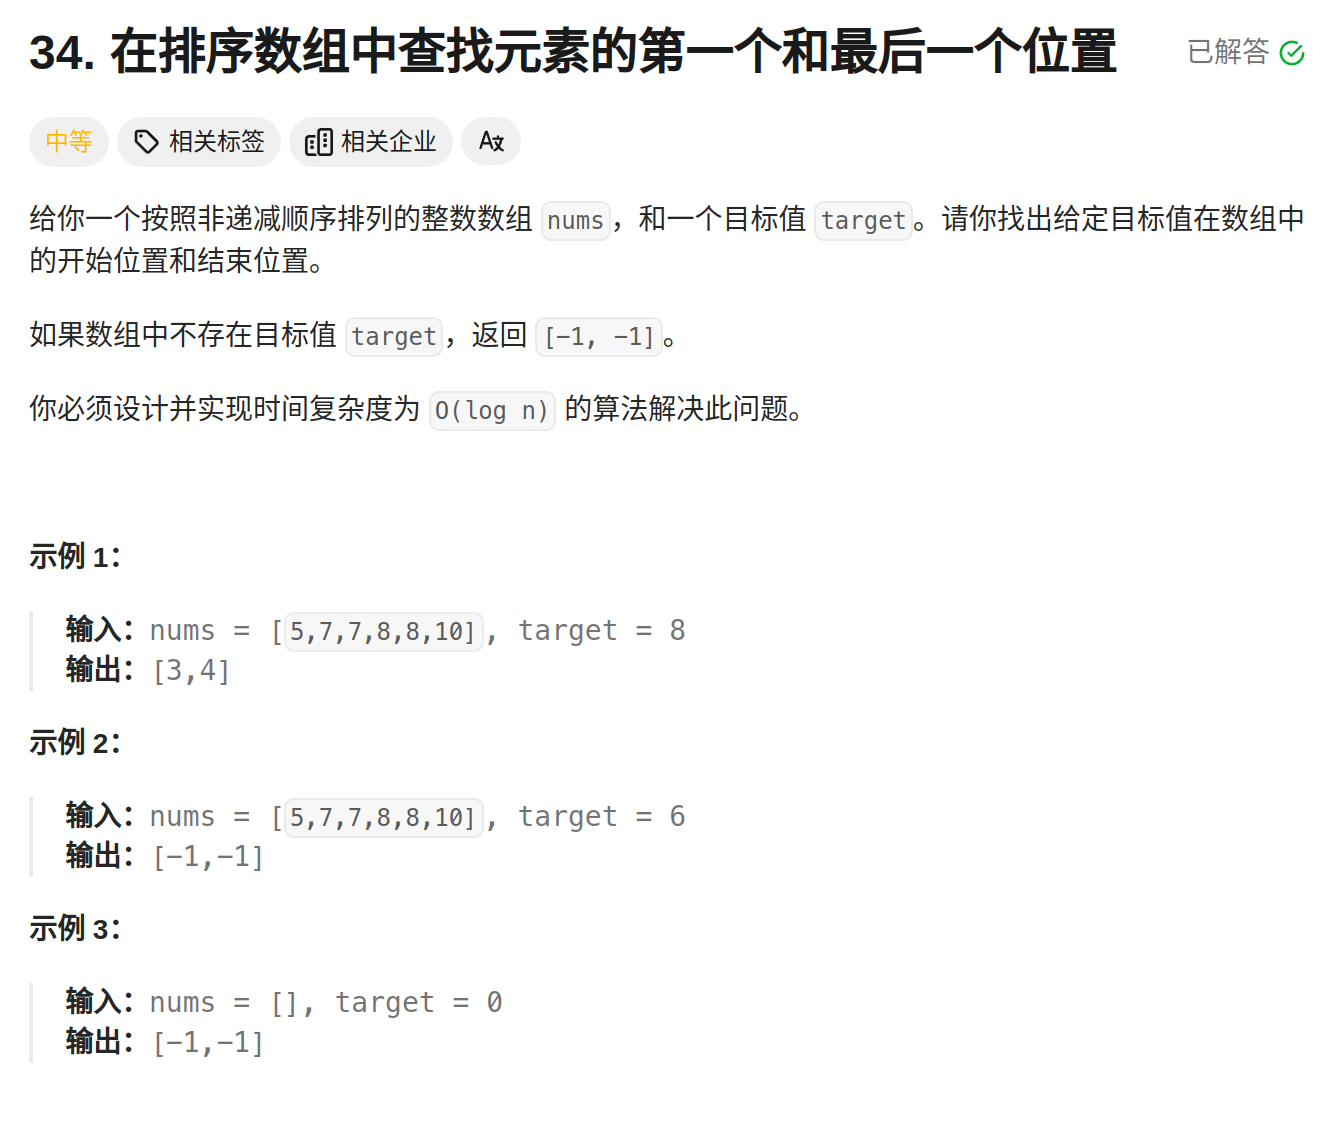 34. 在排序数组中查找元素的第一个和最后一个位置
已解答
中等
相关标签
相关企业
给你一个按照非递减顺序排列的整数数组 nums，和一个目标值 target。请你找出给定目标值在数组中
的开始位置和结束位置。
如果数组中不存在目标值 target，返回 [-1, -1]。
你必须设计并实现时间复杂度为 O(log n) 的算法解决此问题。
示例 1：
输入：nums = [5,7,7,8,8,10], target = 8
输出：[3,4]
示例 2：
输入：nums = [5,7,7,8,8,10], target = 6
输出：[-1,-1]
示例 3：
输入：nums = [], target = 0
输出：[-1,-1]